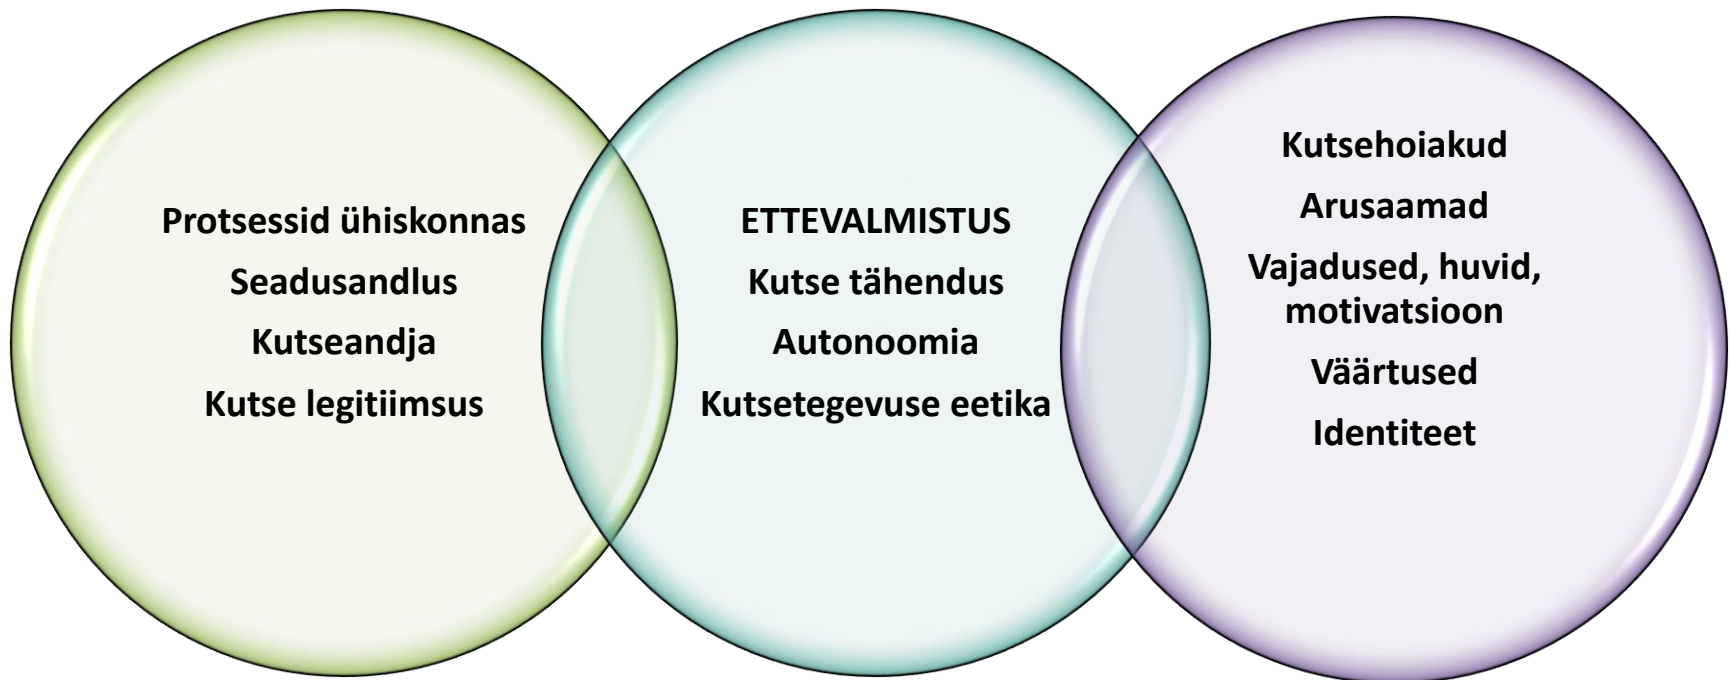 Protsessid ühiskonnas
Seadusandlus
Kutseandja
Kutse legitiimsus
ETTEVALMISTUS
Kutse tähendus
Autonoomia
Kutsetegevuse eetika
Kutsehoiakud
Arusaamad
Vajadused, huvid,
motivatsioon
Väärtused
Identiteet